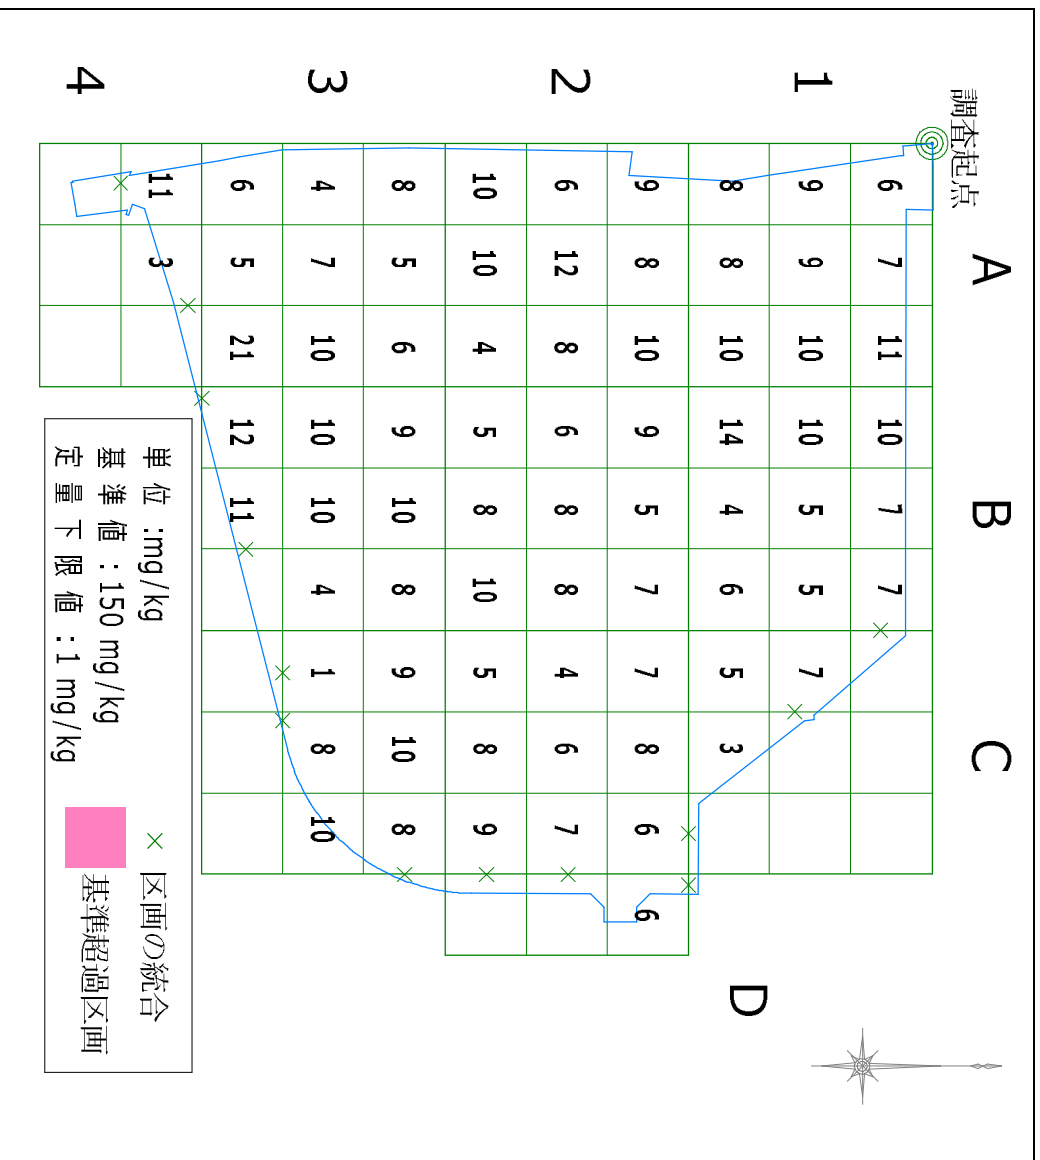 A B C
調査起点
6 7 11 10 7 7
1 9 9 10 10 5 5 7
D
8 8 10 14 4 6 5 3
9 8 10 9 5 7 7 8 6 6
2 6 12 8 6 8 8 4 6 7
10 10 4 5 8 10 5 8 9
8 5 6 9 10 8 9 10 8
3 4 7 10 10 10 4 1 8 10
6 5 21 12 11
11 3
4
単位:mg/kg
基準値:150 mg/kg
定量下限値:1 mg/kg
区画の統合
基準超過区画